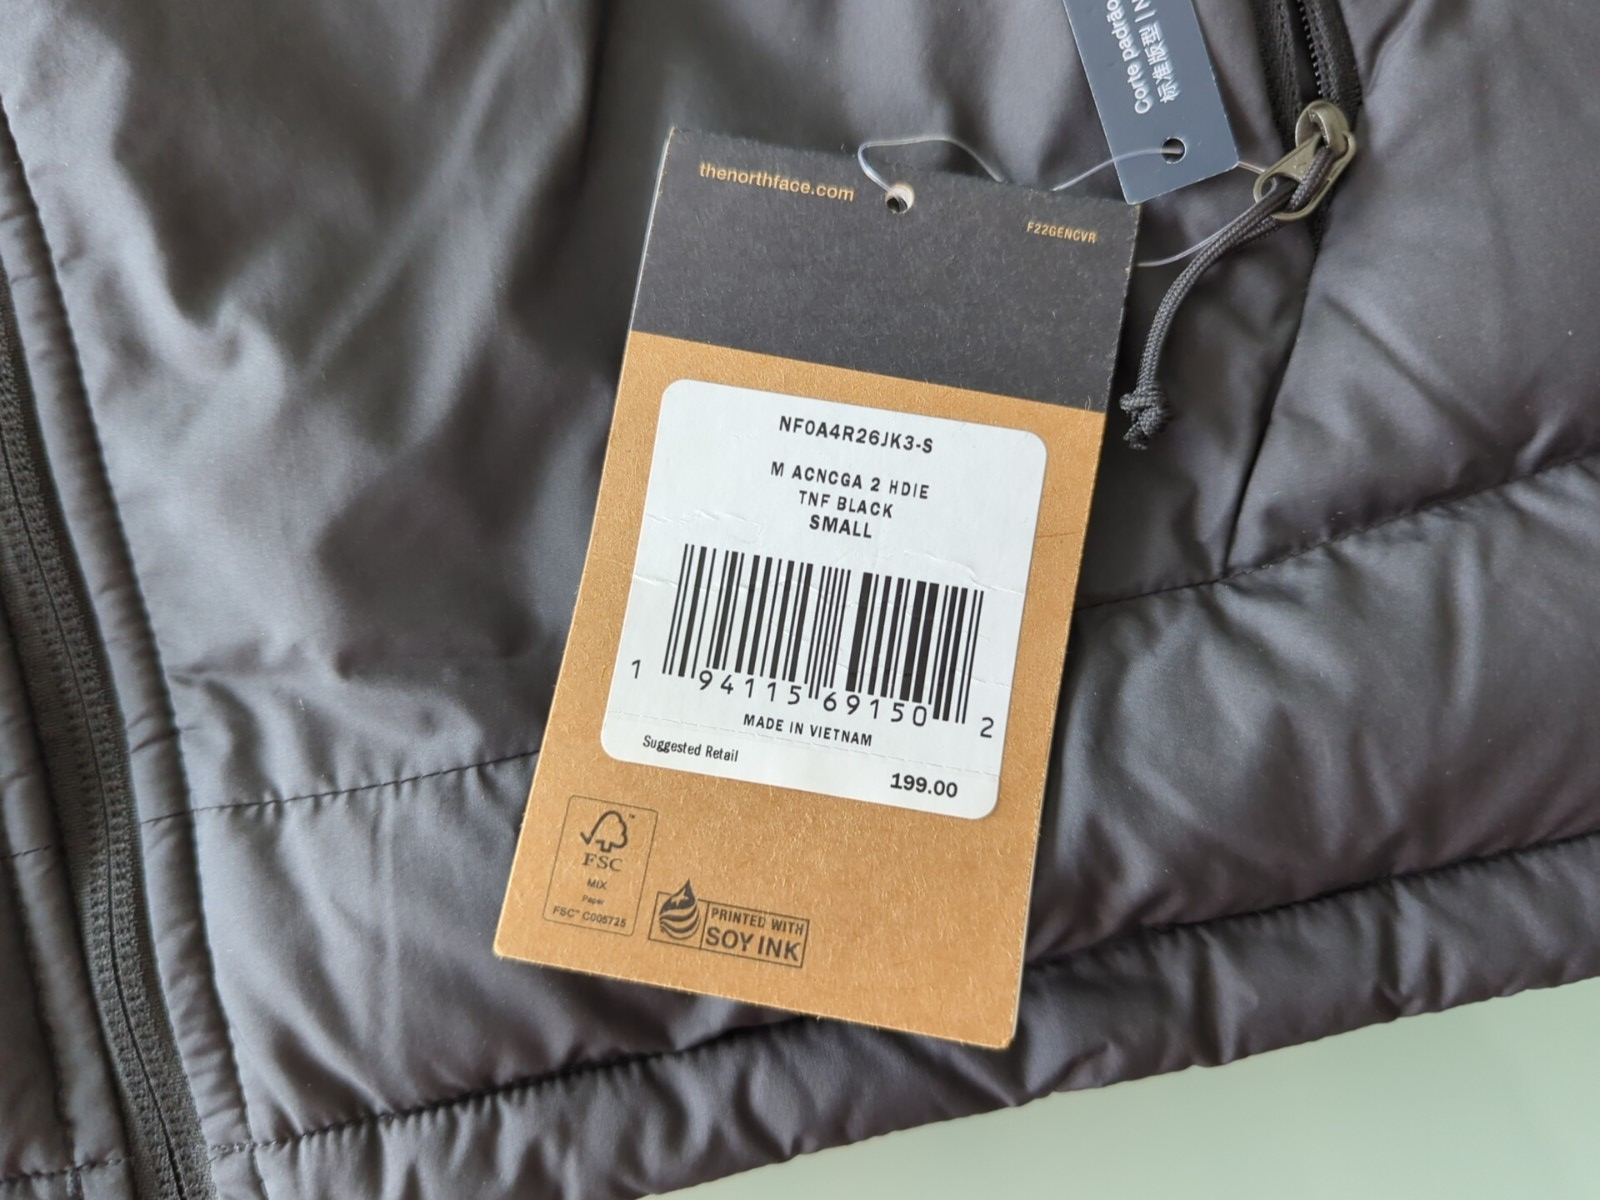 Corte padrão
标准版型 | N
thenorthface.com
F22GENCVR
NF0A4R26JK3-S
M ACNCGA 2 HDIE
TNF BLACK
SMALL
1 94115 69150 2
MADE IN VIETNAM
Suggested Retail
199.00
FSC
MIX
Paper
FSC™ C005725
PRINTED WITH
SOY INK